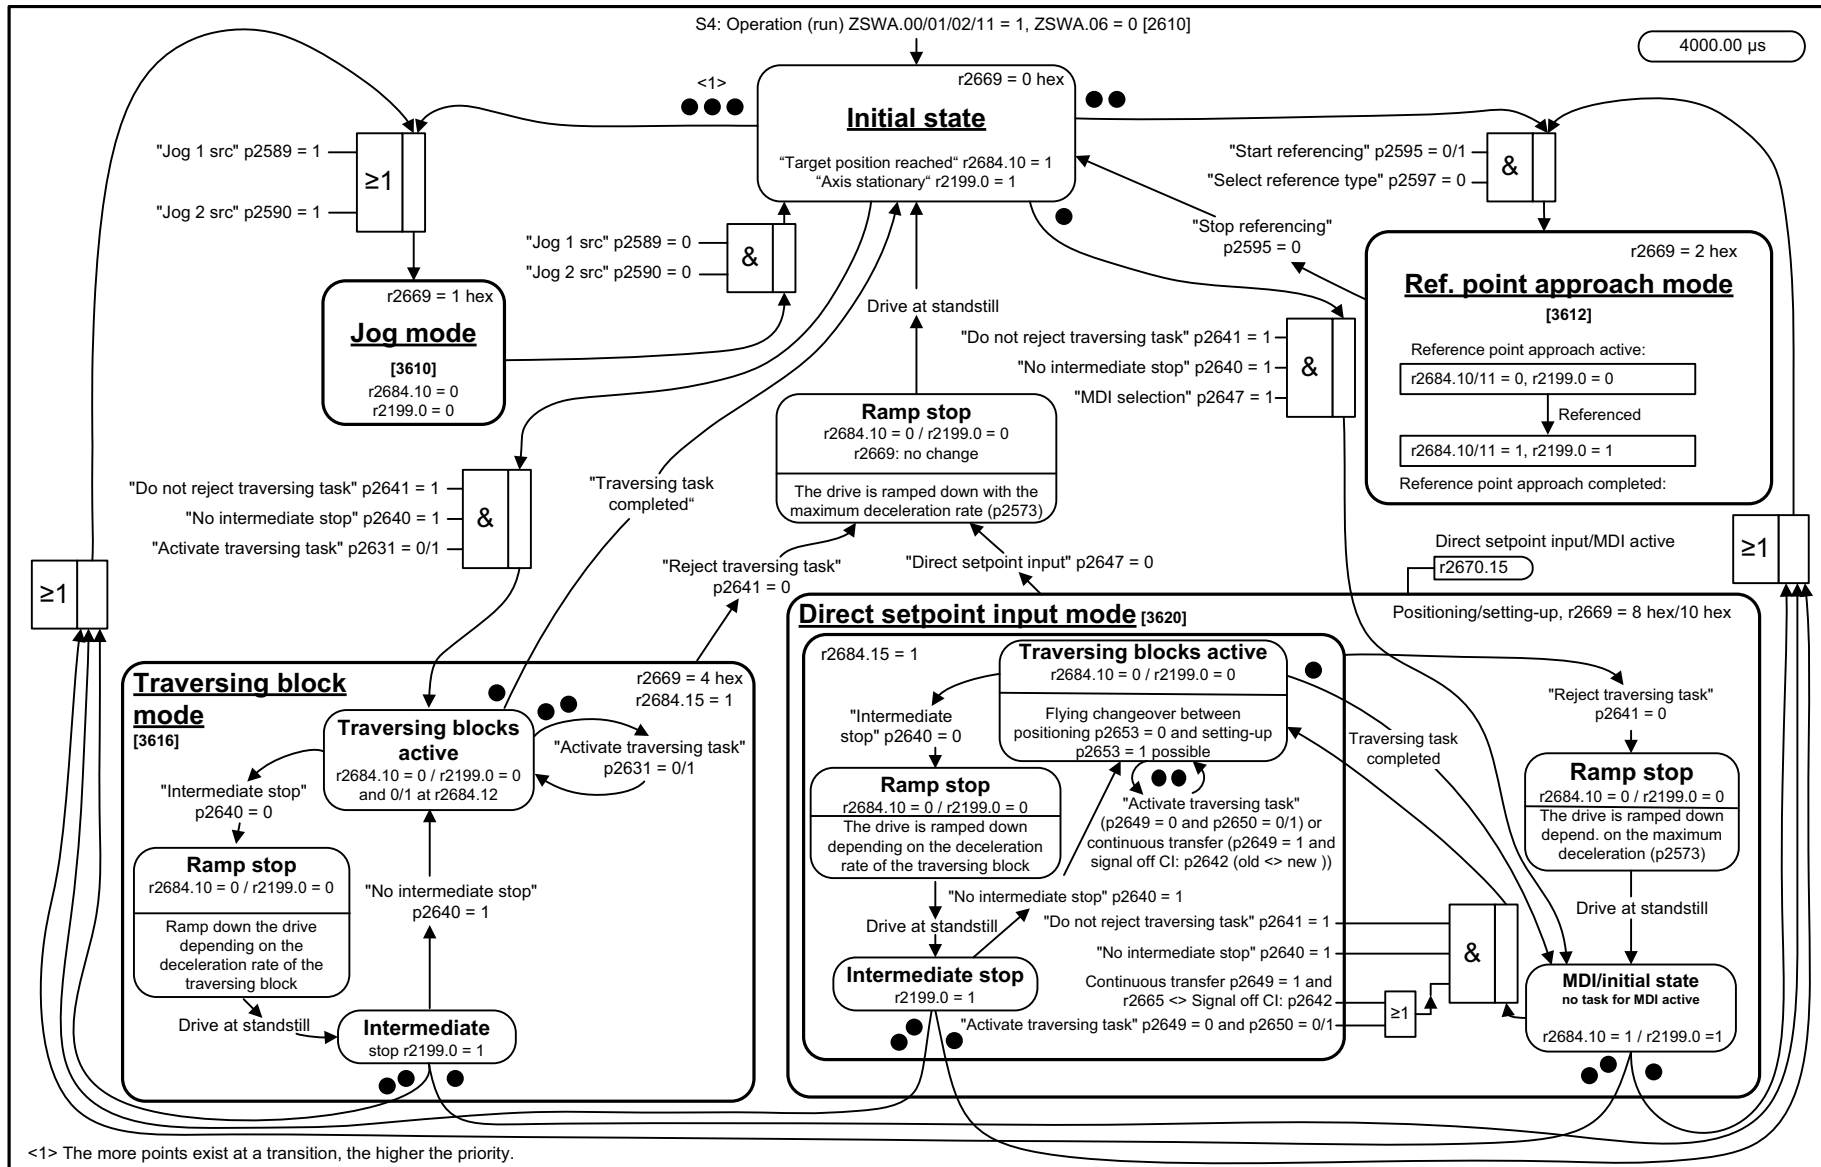 S4: Operation (run) ZSWA.00/01/02/11 = 1, ZSWA.06 = 0 [2610]
4000.00 µs
<1>
r2669 = 0 hex
Initial state
“Target position reached“ r2684.10 = 1
“Axis stationary“ r2199.0 = 1
"Jog 1 src" p2589 = 1
≥1
"Jog 2 src" p2590 = 1
"Start referencing" p2595 = 0/1
&
"Select reference type" p2597 = 0
"Jog 1 src" p2589 = 0
&
"Jog 2 src" p2590 = 0
"Stop referencing"
p2595 = 0
r2669 = 1 hex
Jog mode
[3610]
r2684.10 = 0
r2199.0 = 0
r2669 = 2 hex
Ref. point approach mode
[3612]
Reference point approach active:
r2684.10/11 = 0, r2199.0 = 0
Referenced
r2684.10/11 = 1, r2199.0 = 1
Reference point approach completed:
Drive at standstill
"Do not reject traversing task" p2641 = 1
"No intermediate stop" p2640 = 1
&
"MDI selection" p2647 = 1
Ramp stop
r2684.10 = 0 / r2199.0 = 0
r2669: no change
The drive is ramped down with the
maximum deceleration rate (p2573)
"Do not reject traversing task" p2641 = 1
"No intermediate stop" p2640 = 1
&
"Activate traversing task" p2631 = 0/1
"Traversing task
completed“
≥1
"Reject traversing task"
p2641 = 0
"Direct setpoint input" p2647 = 0
Direct setpoint input/MDI active
r2670.15
≥1
Traversing block
mode
[3616]
r2669 = 4 hex
r2684.15 = 1
Traversing blocks
active
r2684.10 = 0 / r2199.0 = 0
and 0/1 at r2684.12
"Activate traversing task"
p2631 = 0/1
"Intermediate stop"
p2640 = 0
Ramp stop
r2684.10 = 0 / r2199.0 = 0
Ramp down the drive
depending on the
deceleration rate of the
traversing block
"No intermediate stop"
p2640 = 1
Drive at standstill
Intermediate
stop r2199.0 = 1
Direct setpoint input mode [3620]
Positioning/setting-up, r2669 = 8 hex/10 hex
r2684.15 = 1
Traversing blocks active
r2684.10 = 0 / r2199.0 = 0
Flying changeover between
positioning p2653 = 0 and setting-up
p2653 = 1 possible
"Intermediate
stop" p2640 = 0
Ramp stop
r2684.10 = 0 / r2199.0 = 0
The drive is ramped down
depending on the deceleration
rate of the traversing block
"Activate traversing task"
(p2649 = 0 and p2650 = 0/1) or
continuous transfer (p2649 = 1 and
signal off CI: p2642 (old <> new ))
"No intermediate stop" p2640 = 1
Drive at standstill
Intermediate stop
r2199.0 = 1
Traversing task
completed
"Reject traversing task"
p2641 = 0
Ramp stop
r2684.10 = 0 / r2199.0 = 0
The drive is ramped down
depend. on the maximum
deceleration (p2573)
Drive at standstill
"Do not reject traversing task" p2641 = 1
"No intermediate stop" p2640 = 1
&
Continuous transfer p2649 = 1 and
r2665 <> Signal off CI: p2642
≥1
"Activate traversing task" p2649 = 0 and p2650 = 0/1
MDI/initial state
no task for MDI active
r2684.10 = 1 / r2199.0 =1
<1> The more points exist at a transition, the higher the priority.